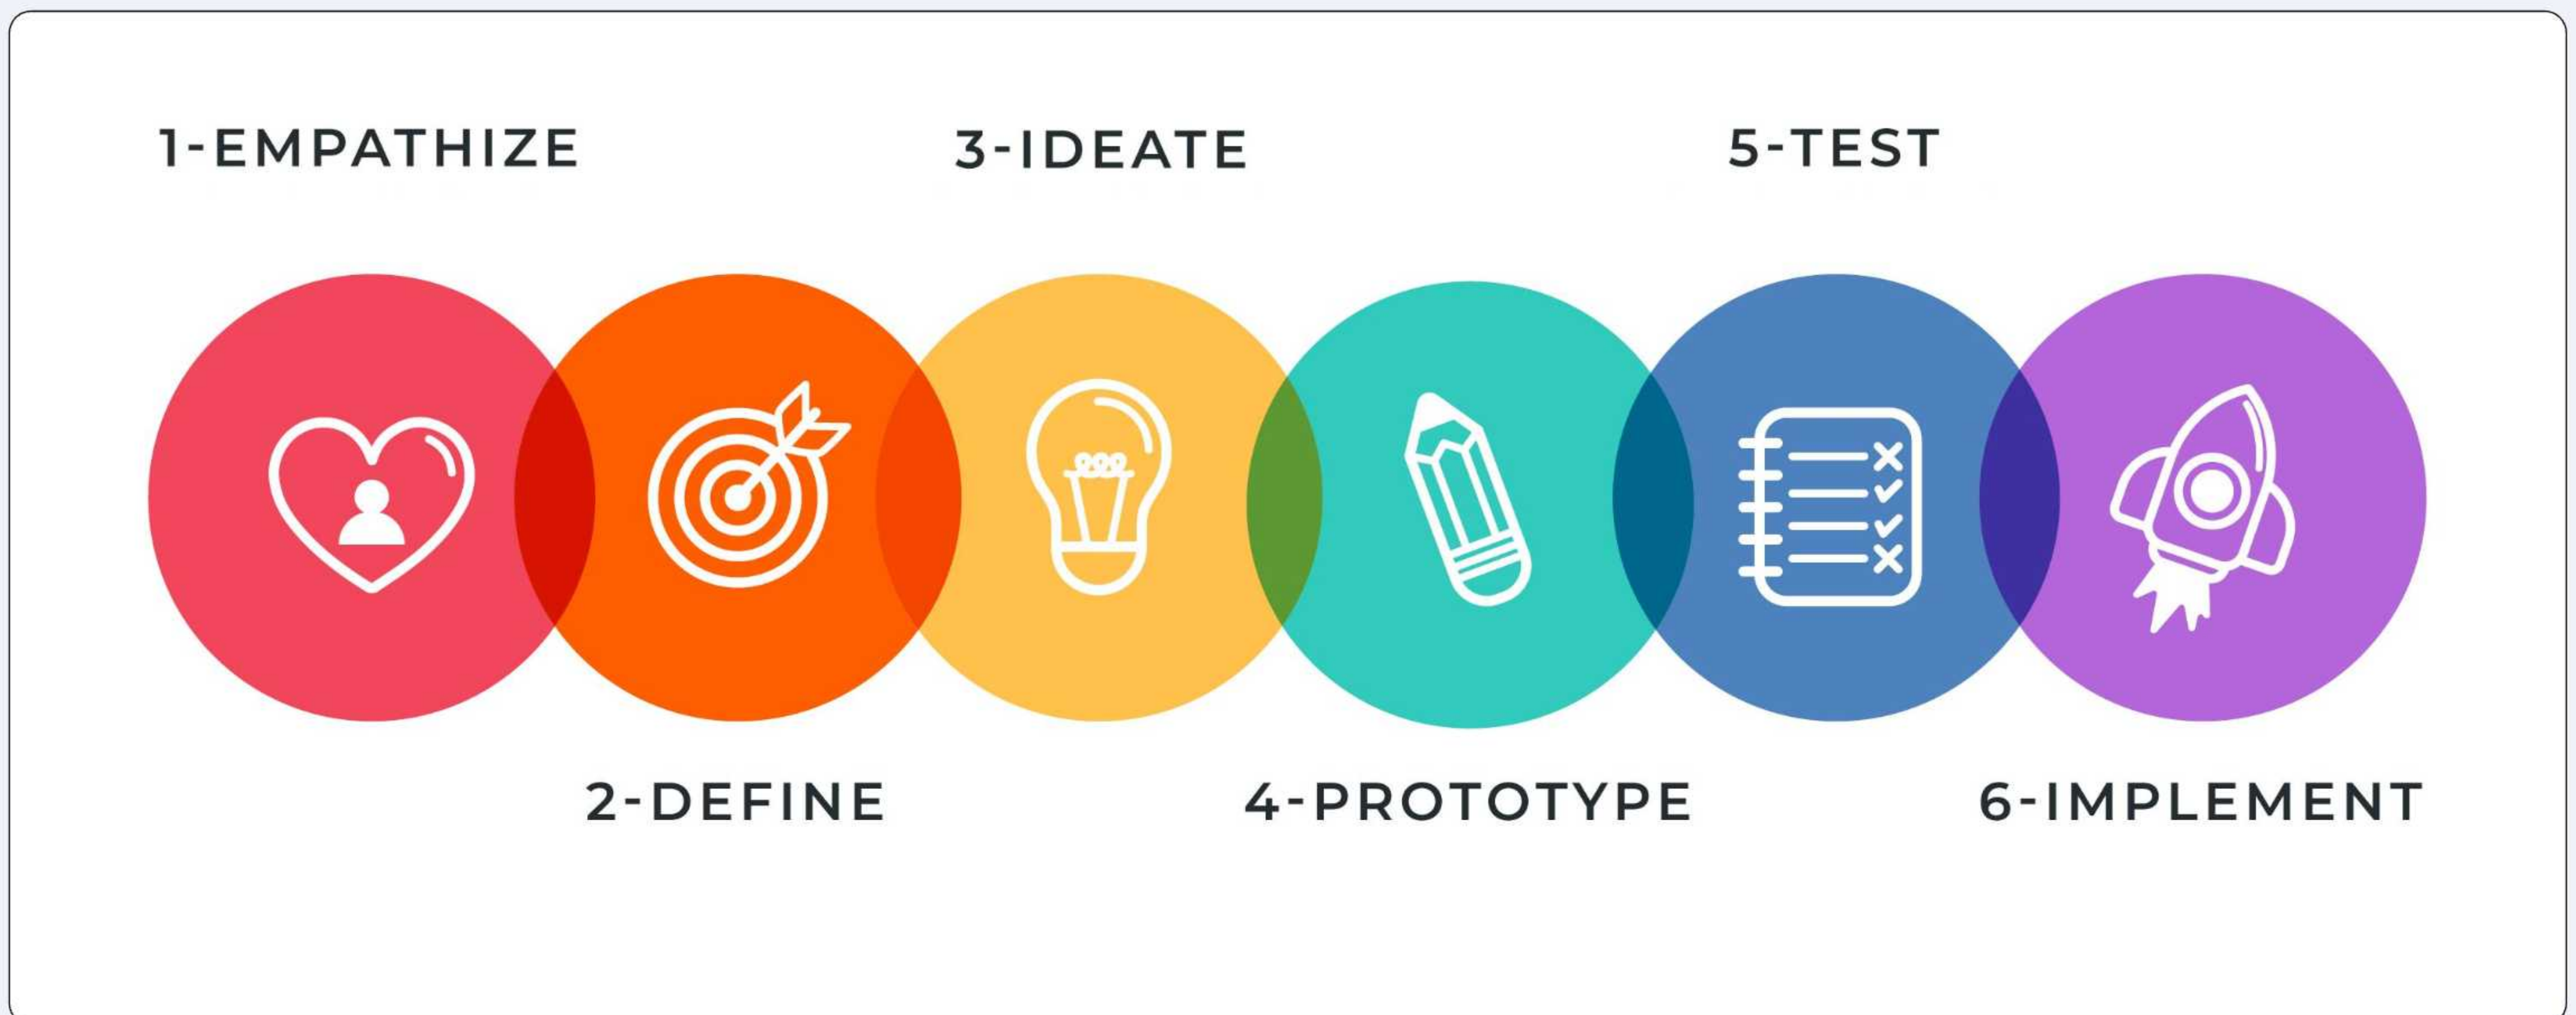 1-EMPATHIZE
2-DEFINE
3-IDEATE
4-PROTOTYPE
5-TEST
6-IMPLEMENT